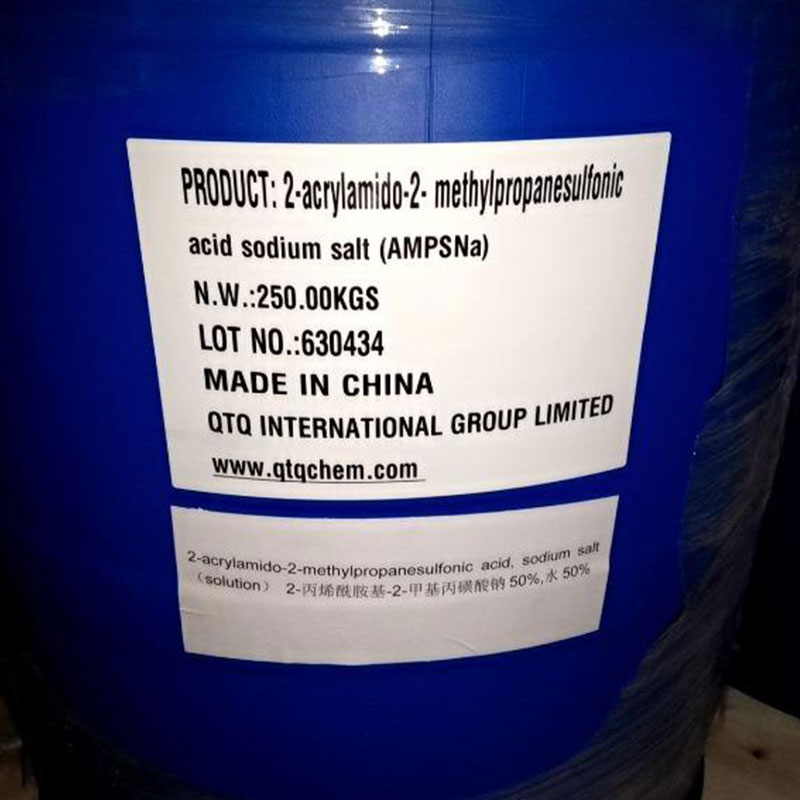 PRODUCT: 2-acrylamido-2- methylpropanesulfonic
acid sodium salt (AMPSNa)
N.W.:250.00KGS
LOT NO.:630434
MADE IN CHINA
QTQ INTERNATIONAL GROUP LIMITED
www.qtqchem.com
2-acrylamido-2-methylpropanesulfonic acid, sodium salt
（solution） 2-丙烯酰胺基-2-甲基丙磺酸钠 50%,水 50%